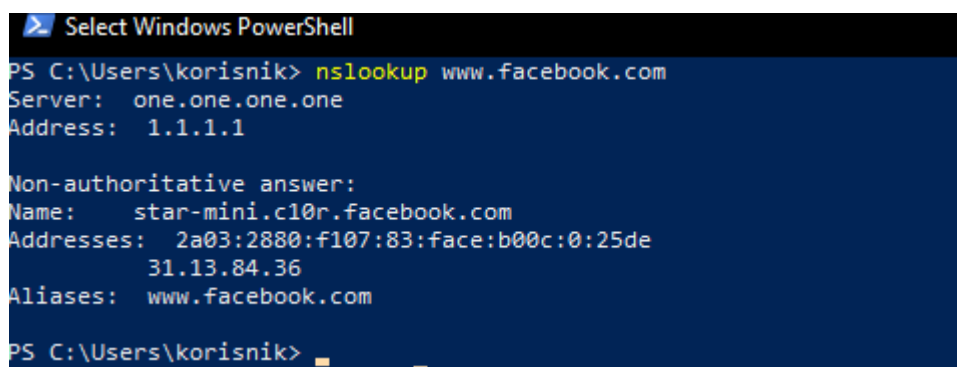 Select Windows PowerShell
PS C:\Users\korisnik> nslookup www.facebook.com
Server:  one.one.one.one
Address:  1.1.1.1

Non-authoritative answer:
Name:    star-mini.c10r.facebook.com
Addresses:  2a03:2880:f107:83:face:b00c:0:25de
          31.13.84.36
Aliases:  www.facebook.com

PS C:\Users\korisnik>